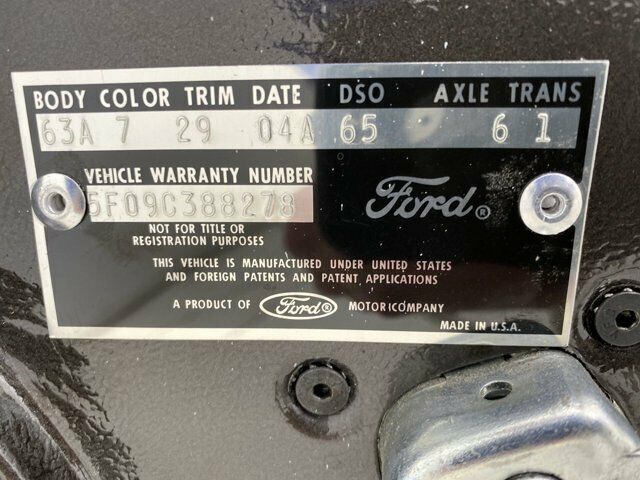 BODY COLOR TRIM DATE DSO AXLE TRANS
63A 7 29 04A 65 6 1
VEHICLE WARRANTY NUMBER
5F09C388278
NOT FOR TITLE OR
REGISTRATION PURPOSES
Ford®
THIS VEHICLE IS MANUFACTURED UNDER UNITED STATES
AND FOREIGN PATENTS AND PATENT APPLICATIONS
A PRODUCT OF Ford® MOTOR COMPANY
MADE IN U.S.A.